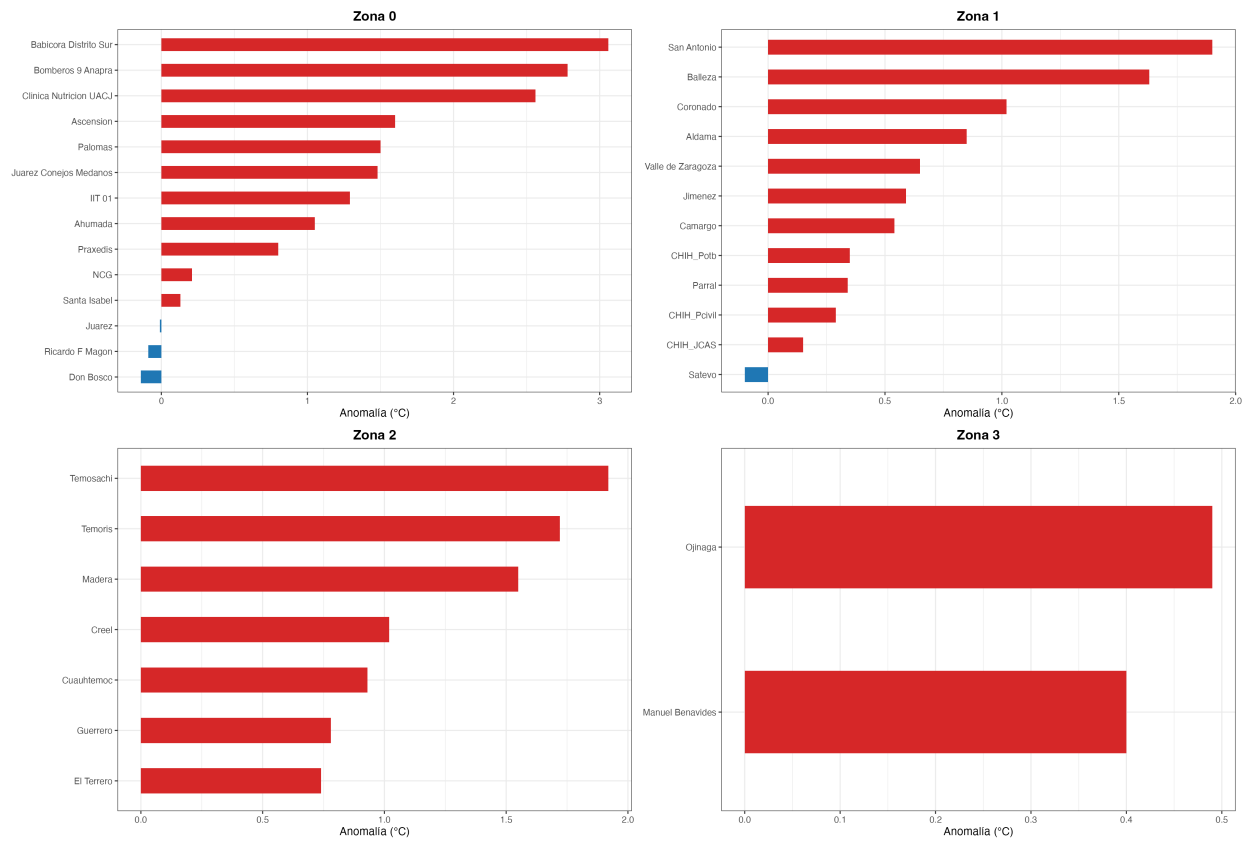 Zona 0
Babicora Distrito Sur
Bomberos 9 Anapra
Clinica Nutricion UACJ
Ascension
Palomas
Juarez Conejos Medanos
IIT 01
Ahumada
Praxedis
NCG
Santa Isabel
Juarez
Ricardo F Magon
Don Bosco
0 1 2 3
Anomalía (°C)
Zona 1
San Antonio
Balleza
Coronado
Aldama
Valle de Zaragoza
Jimenez
Camargo
CHIH_Potb
Parral
CHIH_Pcivil
CHIH_JCAS
Satevo
0.0 0.5 1.0 1.5 2.0
Anomalía (°C)
Zona 2
Temosachi
Temoris
Madera
Creel
Cuauhtemoc
Guerrero
El Terrero
0.0 0.5 1.0 1.5 2.0
Anomalía (°C)
Zona 3
Ojinaga
Manuel Benavides
0.0 0.1 0.2 0.3 0.4 0.5
Anomalía (°C)